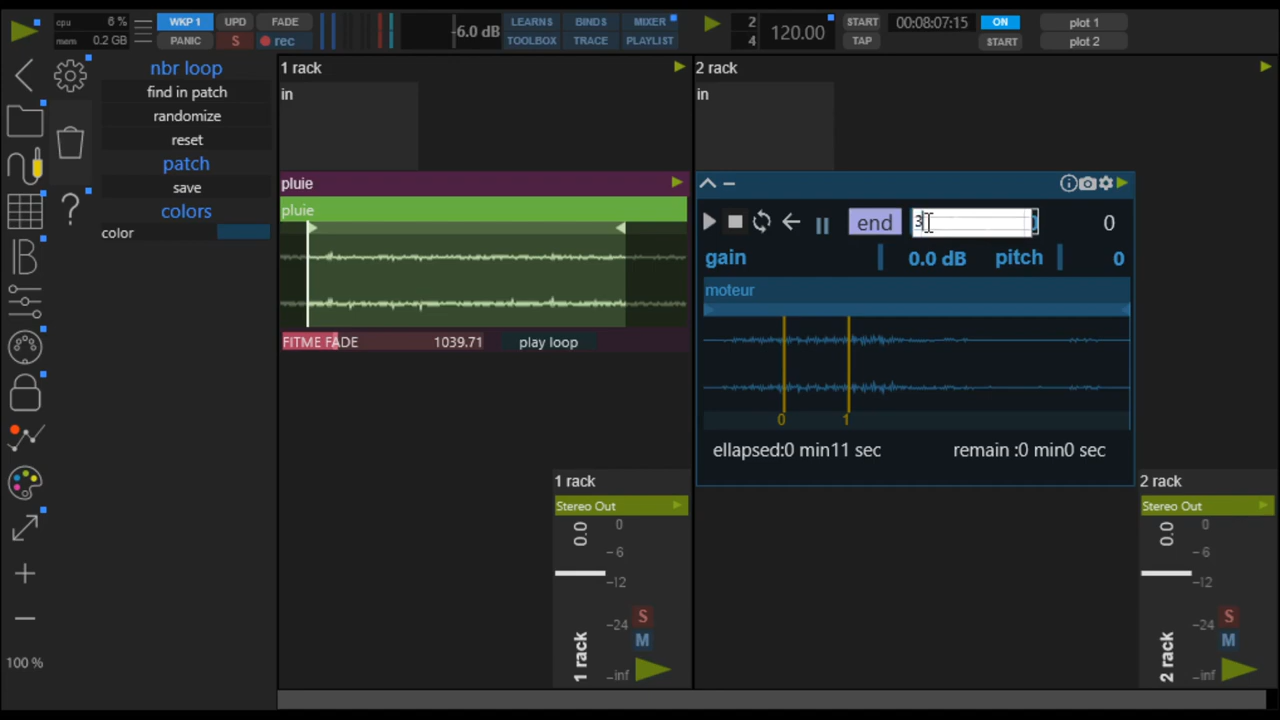 cpu 6 %
mem 0.2 GB
WKP 1
PANIC
UPD
S
FADE
rec
-6.0 dB
LEARNS
TOOLBOX
BINDS
TRACE
MIXER
PLAYLIST
2
4
120.00
START
TAP
00:08:07:15
ON
START
plot 1
plot 2
nbr loop
find in patch
randomize
reset
patch
save
colors
color
?
B
100 %
1 rack
in
pluie
pluie
FITME FADE 1039.71
play loop
1 rack
Stereo Out
0.0
0
-6
-12
-24
-inf
S
M
1 rack
2 rack
in
end
3
0
gain 0.0 dB pitch 0
moteur
0 1
ellapsed:0 min11 sec remain :0 min0 sec
2 rack
Stereo Out
0.0
0
-6
-12
-24
-inf
S
M
2 rack